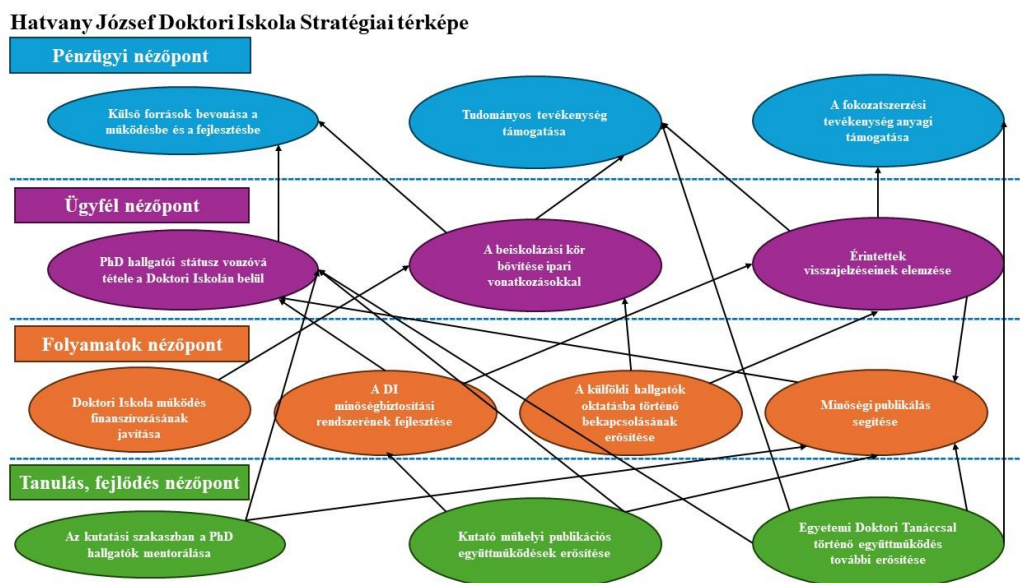 Hatvany József Doktori Iskola Stratégiai térképe
Pénzügyi nézőpont
Külső források bevonása a
működésbe és a fejlesztésbe
Tudományos tevékenység
támogatása
A fokozatszerzési
tevékenység anyagi
támogatása
Ügyfél nézőpont
PhD hallgatói státusz vonzóvá
tétele a Doktori Iskolán belül
A beiskolázási kör
bővítése ipari
vonatkozásokkal
Érintettek
visszajelzéseinek elemzése
Folyamatok nézőpont
Doktori Iskola működés
finanszírozásának
javítása
A DI
minőségbiztosítási
rendszerének fejlesztése
A külföldi hallgatók
oktatásba történő
bekapcsolásának
erősítése
Minőségi publikálás
segítése
Tanulás, fejlődés nézőpont
Az kutatási szakaszban a PhD
hallgatók mentorálása
Kutató műhelyi publikációs
együttműködések erősítése
Egyetemi Doktori Tanáccsal
történő együttműködés
további erősítése